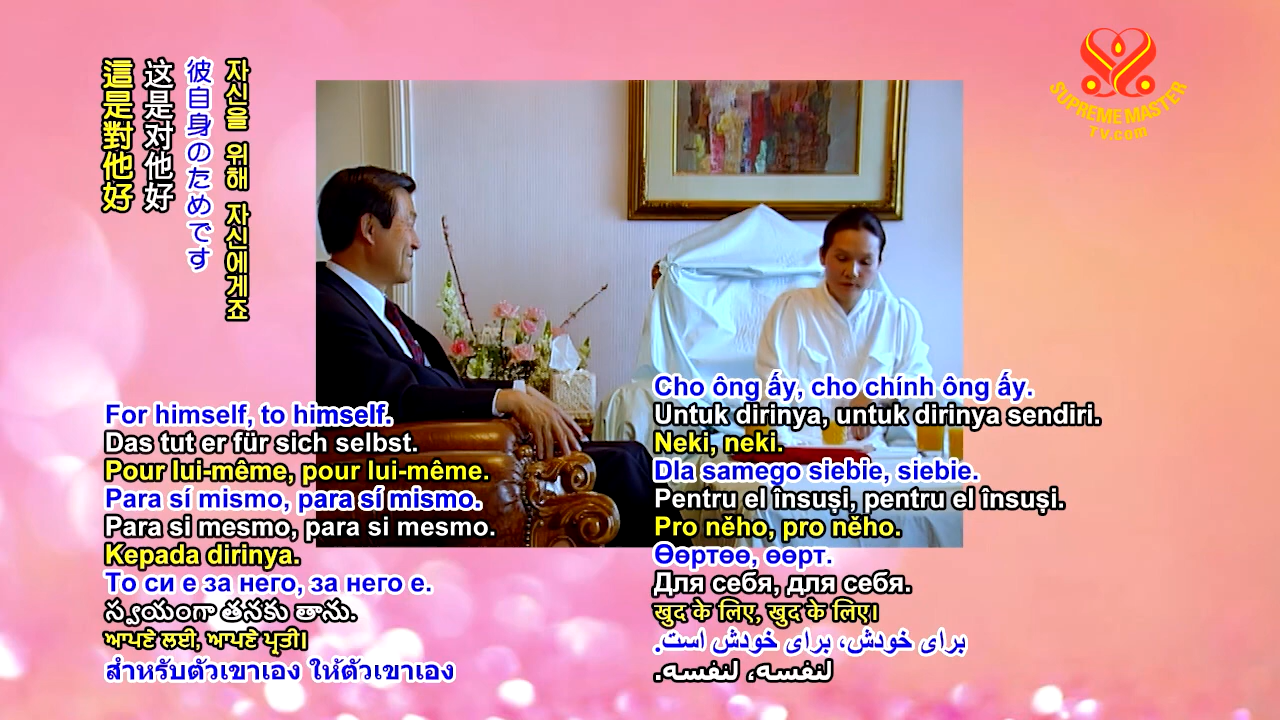 這是對他好
这是对他好
彼自身のためです
자신을 위해 자신에게죠
SUPREME MASTER
TV.com
For himself, to himself.
Das tut er für sich selbst.
Pour lui-même, pour lui-même.
Para sí mismo, para sí mismo.
Para si mesmo, para si mesmo.
Kepada dirinya.
То си е за него, за него е.
స్వయంగా తనకు తాను.
ਆਪਣੇ ਲਈ, ਆਪਣੇ ਪ੍ਰਤੀ।
สำหรับตัวเขาเอง ให้ตัวเขาเอง
Cho ông ấy, cho chính ông ấy.
Untuk dirinya, untuk dirinya sendiri.
Neki, neki.
Dla samego siebie, siebie.
Pentru el însuși, pentru el însuși.
Pro něho, pro něho.
Өөртөө, өөрт.
Для себя, для себя.
खुद के लिए, खुद के लिए।
برای خودش، برای خودش است.
لنفسه، لنفسه.